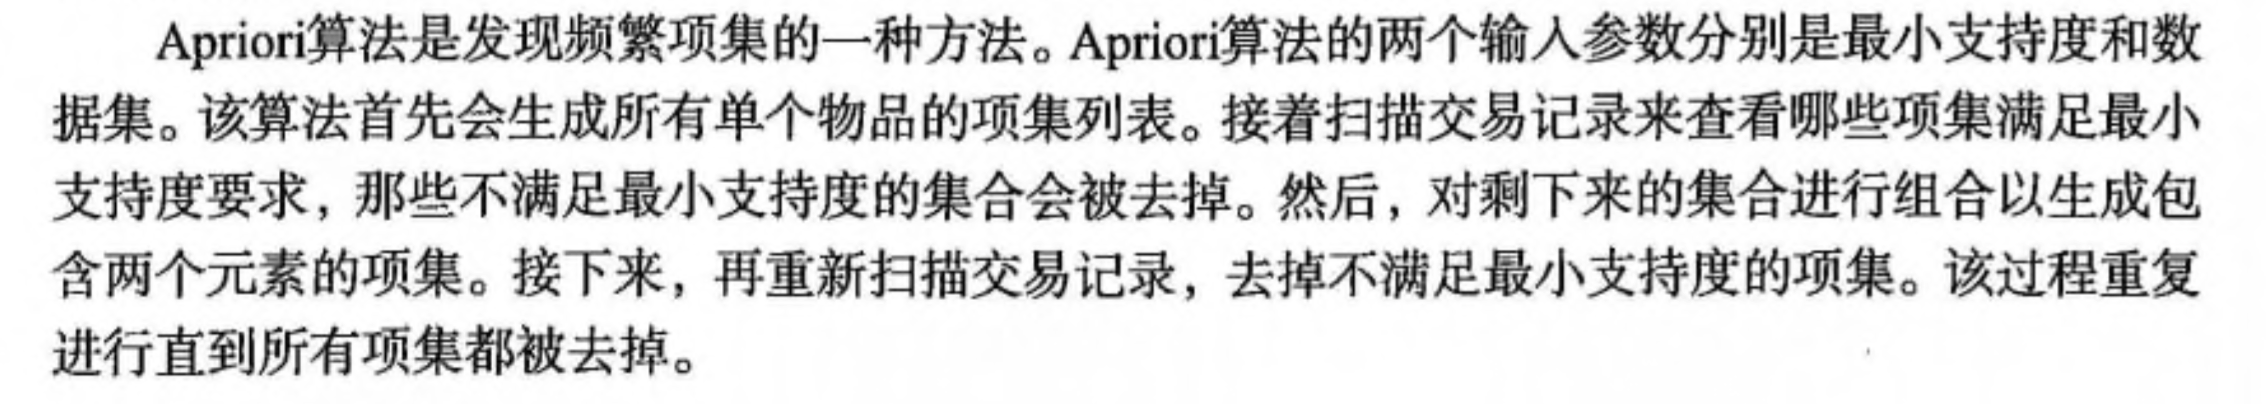 Apriori算法是发现频繁项集的一种方法。Apriori算法的两个输入参数分别是最小支持度和数
据集。该算法首先会生成所有单个物品的项集列表。接着扫描交易记录来查看哪些项集满足最小
支持度要求，那些不满足最小支持度的集合会被去掉。然后，对剩下来的集合进行组合以生成包
含两个元素的项集。接下来，再重新扫描交易记录，去掉不满足最小支持度的项集。该过程重复
进行直到所有项集都被去掉。